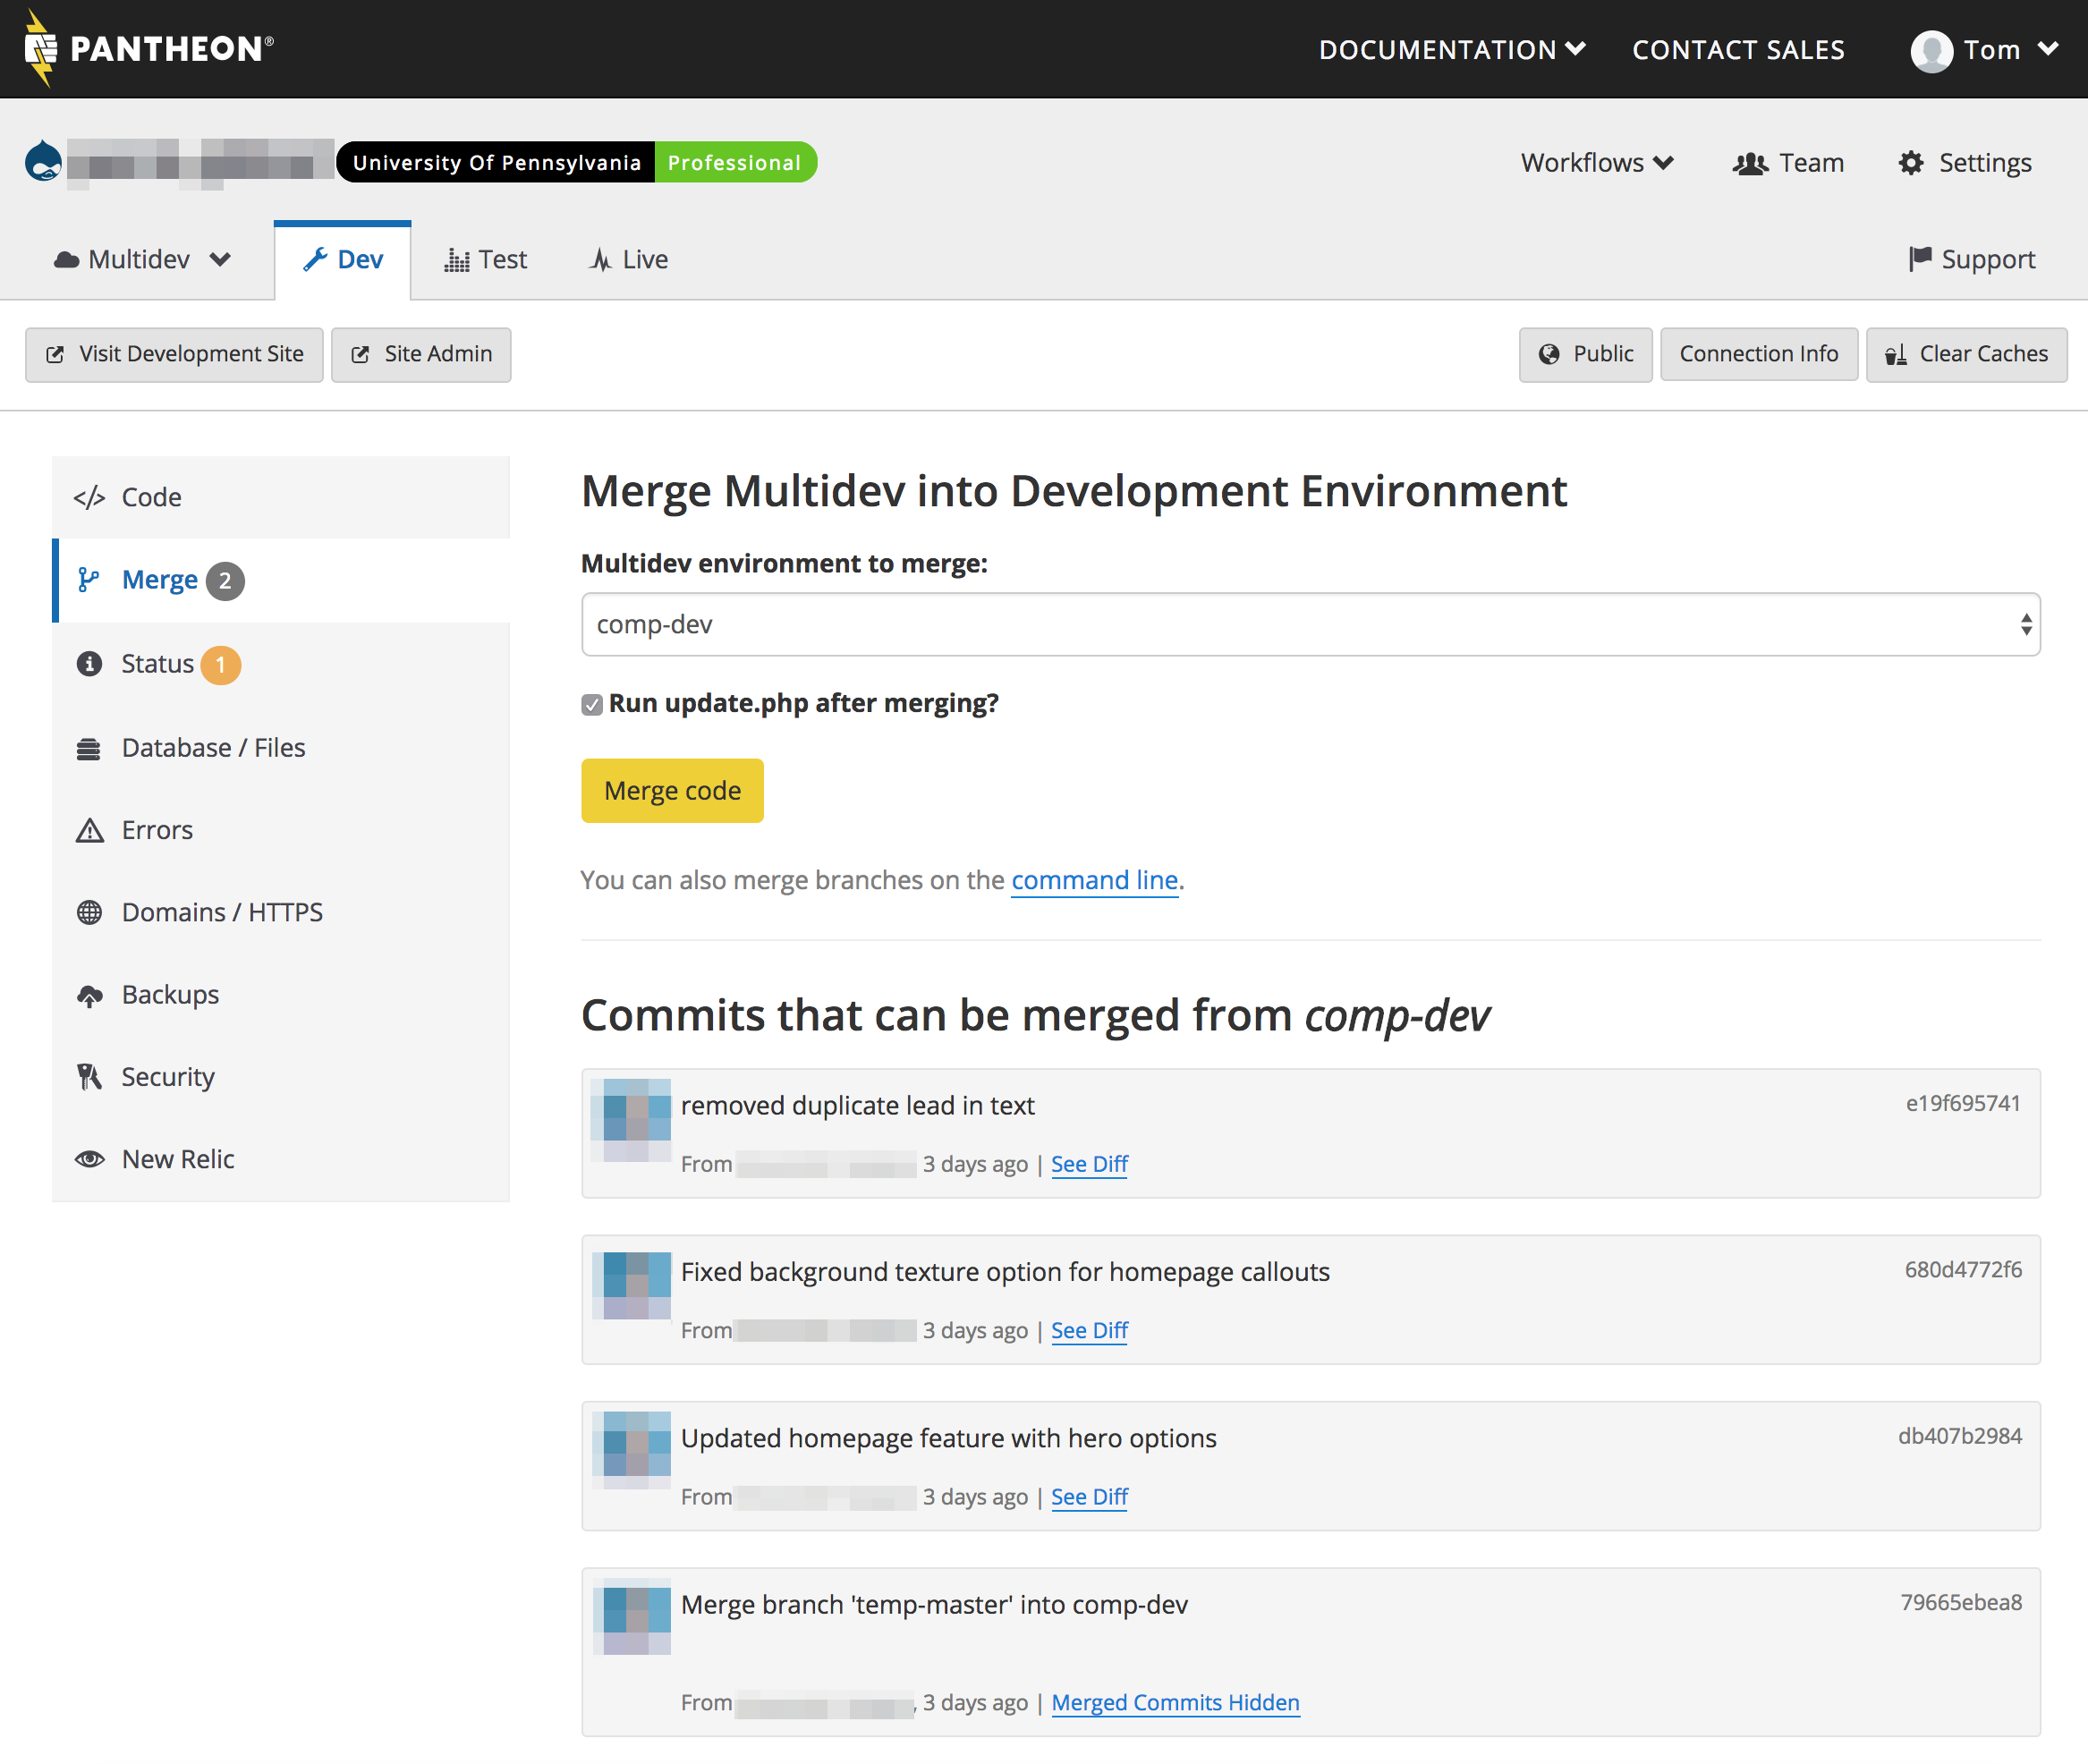 PANTHEON®
DOCUMENTATION
CONTACT SALES
Tom
University Of Pennsylvania
Professional
Workflows
Team
Settings
Multidev
Dev
Test
Live
Support
Visit Development Site
Site Admin
Public
Connection Info
Clear Caches
Code
Merge 2
Status 1
Database / Files
Errors
Domains / HTTPS
Backups
Security
New Relic
Merge Multidev into Development Environment
Multidev environment to merge:
comp-dev
Run update.php after merging?
Merge code
You can also merge branches on the command line.
Commits that can be merged from comp-dev
removed duplicate lead in text
e19f695741
From 3 days ago | See Diff
Fixed background texture option for homepage callouts
680d4772f6
From 3 days ago | See Diff
Updated homepage feature with hero options
db407b2984
From 3 days ago | See Diff
Merge branch 'temp-master' into comp-dev
79665ebea8
From , 3 days ago | Merged Commits Hidden